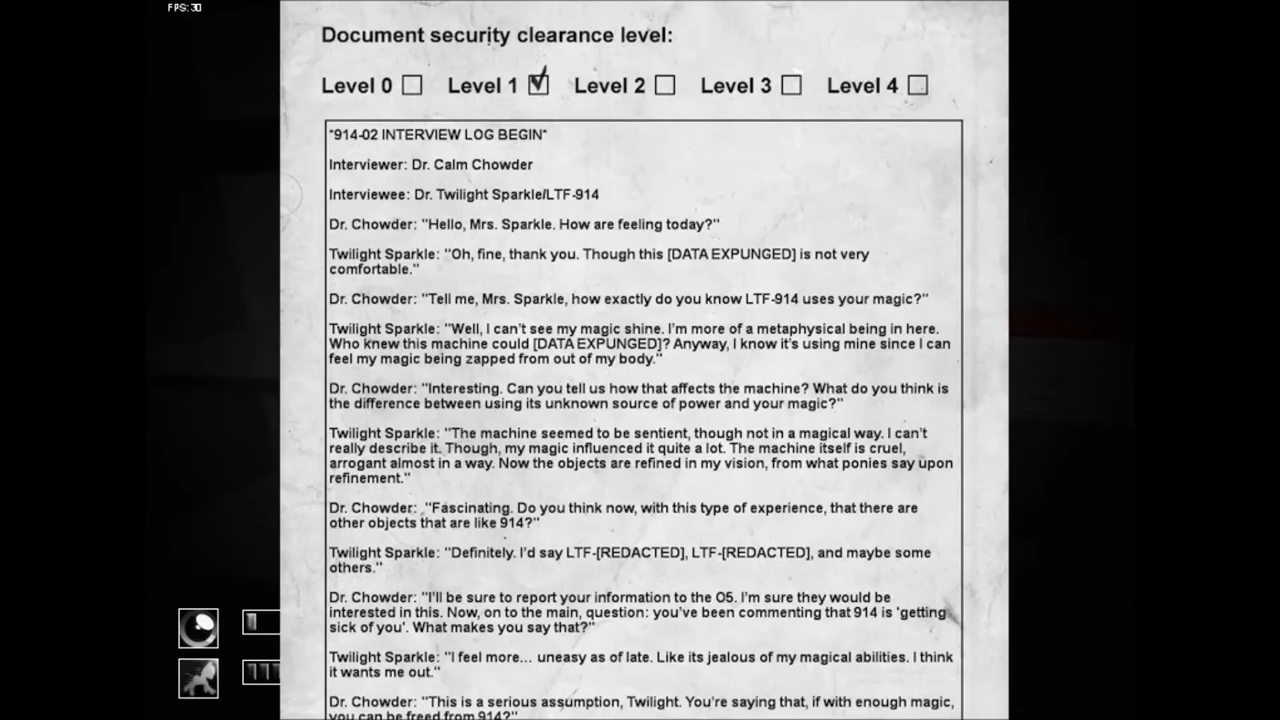 FPS: 30
Document security clearance level:
Level 0 Level 1 Level 2 Level 3 Level 4
"914-02 INTERVIEW LOG BEGIN"
Interviewer: Dr. Calm Chowder
Interviewee: Dr. Twilight Sparkle/LTF-914
Dr. Chowder: "Hello, Mrs. Sparkle. How are feeling today?"
Twilight Sparkle: "Oh, fine, thank you. Though this [DATA EXPUNGED] is not very
comfortable."
Dr. Chowder: "Tell me, Mrs. Sparkle, how exactly do you know LTF-914 uses your magic?"
Twilight Sparkle: "Well, I can't see my magic shine. I'm more of a metaphysical being in here.
Who knew this machine could [DATA EXPUNGED]? Anyway, I know it's using mine since I can
feel my magic being zapped from out of my body."
Dr. Chowder: "Interesting. Can you tell us how that affects the machine? What do you think is
the difference between using its unknown source of power and your magic?"
Twilight Sparkle: "The machine seemed to be sentient, though not in a magical way. I can't
really describe it. Though, my magic influenced it quite a lot. The machine itself is cruel,
arrogant almost in a way. Now the objects are refined in my vision, from what ponies say upon
refinement."
Dr. Chowder: "Fascinating. Do you think now, with this type of experience, that there are
other objects that are like 914?"
Twilight Sparkle: "Definitely. I'd say LTF-[REDACTED], LTF-[REDACTED], and maybe some
others."
Dr. Chowder: "I'll be sure to report your information to the O5. I'm sure they would be
interested in this. Now, on to the main, question: you've been commenting that 914 is 'getting
sick of you'. What makes you say that?"
Twilight Sparkle: "I feel more... uneasy as of late. Like its jealous of my magical abilities. I think
it wants me out."
Dr. Chowder: "This is a serious assumption, Twilight. You're saying that, if with enough magic,
you can be freed from 914?"